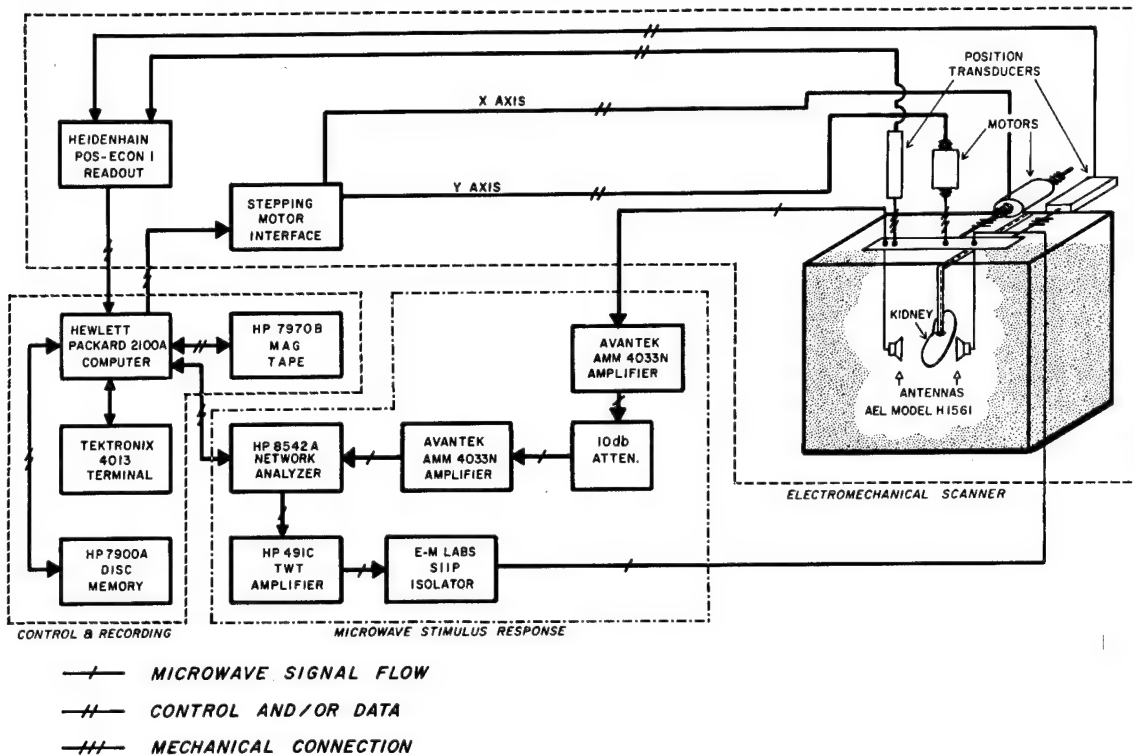 POSITION
TRANSDUCERS
X AXIS
MOTORS
HEIDENHAIN
POS-ECON I
READOUT
Y AXIS
STEPPING
MOTOR
INTERFACE
KIDNEY
ANTENNAS
AEL MODEL H1561
HEWLETT
PACKARD 2100A
COMPUTER
HP 7970B
MAG
TAPE
AVANTEK
AMM 4033N
AMPLIFIER
TEKTRONIX
4013
TERMINAL
HP 8542A
NETWORK
ANALYZER
AVANTEK
AMM 4033N
AMPLIFIER
10db
ATTEN.
ELECTROMECHANICAL SCANNER
HP 7900A
DISC
MEMORY
HP 491C
TWT
AMPLIFIER
E-M LABS
S11P
ISOLATOR
CONTROL & RECORDING
MICROWAVE STIMULUS RESPONSE
MICROWAVE SIGNAL FLOW
CONTROL AND/OR DATA
MECHANICAL CONNECTION